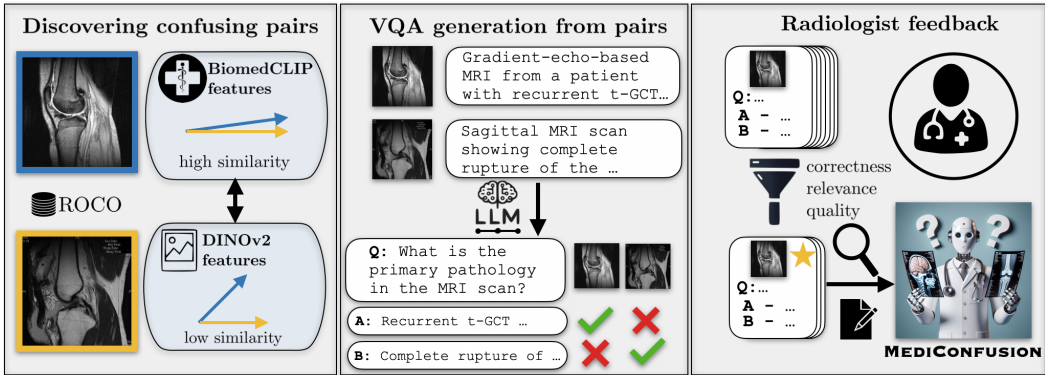 Discovering confusing pairs
BiomedCLIP
features
high similarity
ROCO
DINOv2
features
low similarity
VQA generation from pairs
Gradient-echo-based
MRI from a patient
with recurrent t-GCT…
Sagittal MRI scan
showing complete
rupture of the …
LLM
Q: What is the
primary pathology
in the MRI scan?
A: Recurrent t-GCT …
B: Complete rupture of …
Radiologist feedback
Q:…
A - …
B - …
correctness
relevance
quality
Q:…
A - …
B - …
? ?
MEDICONFUSION